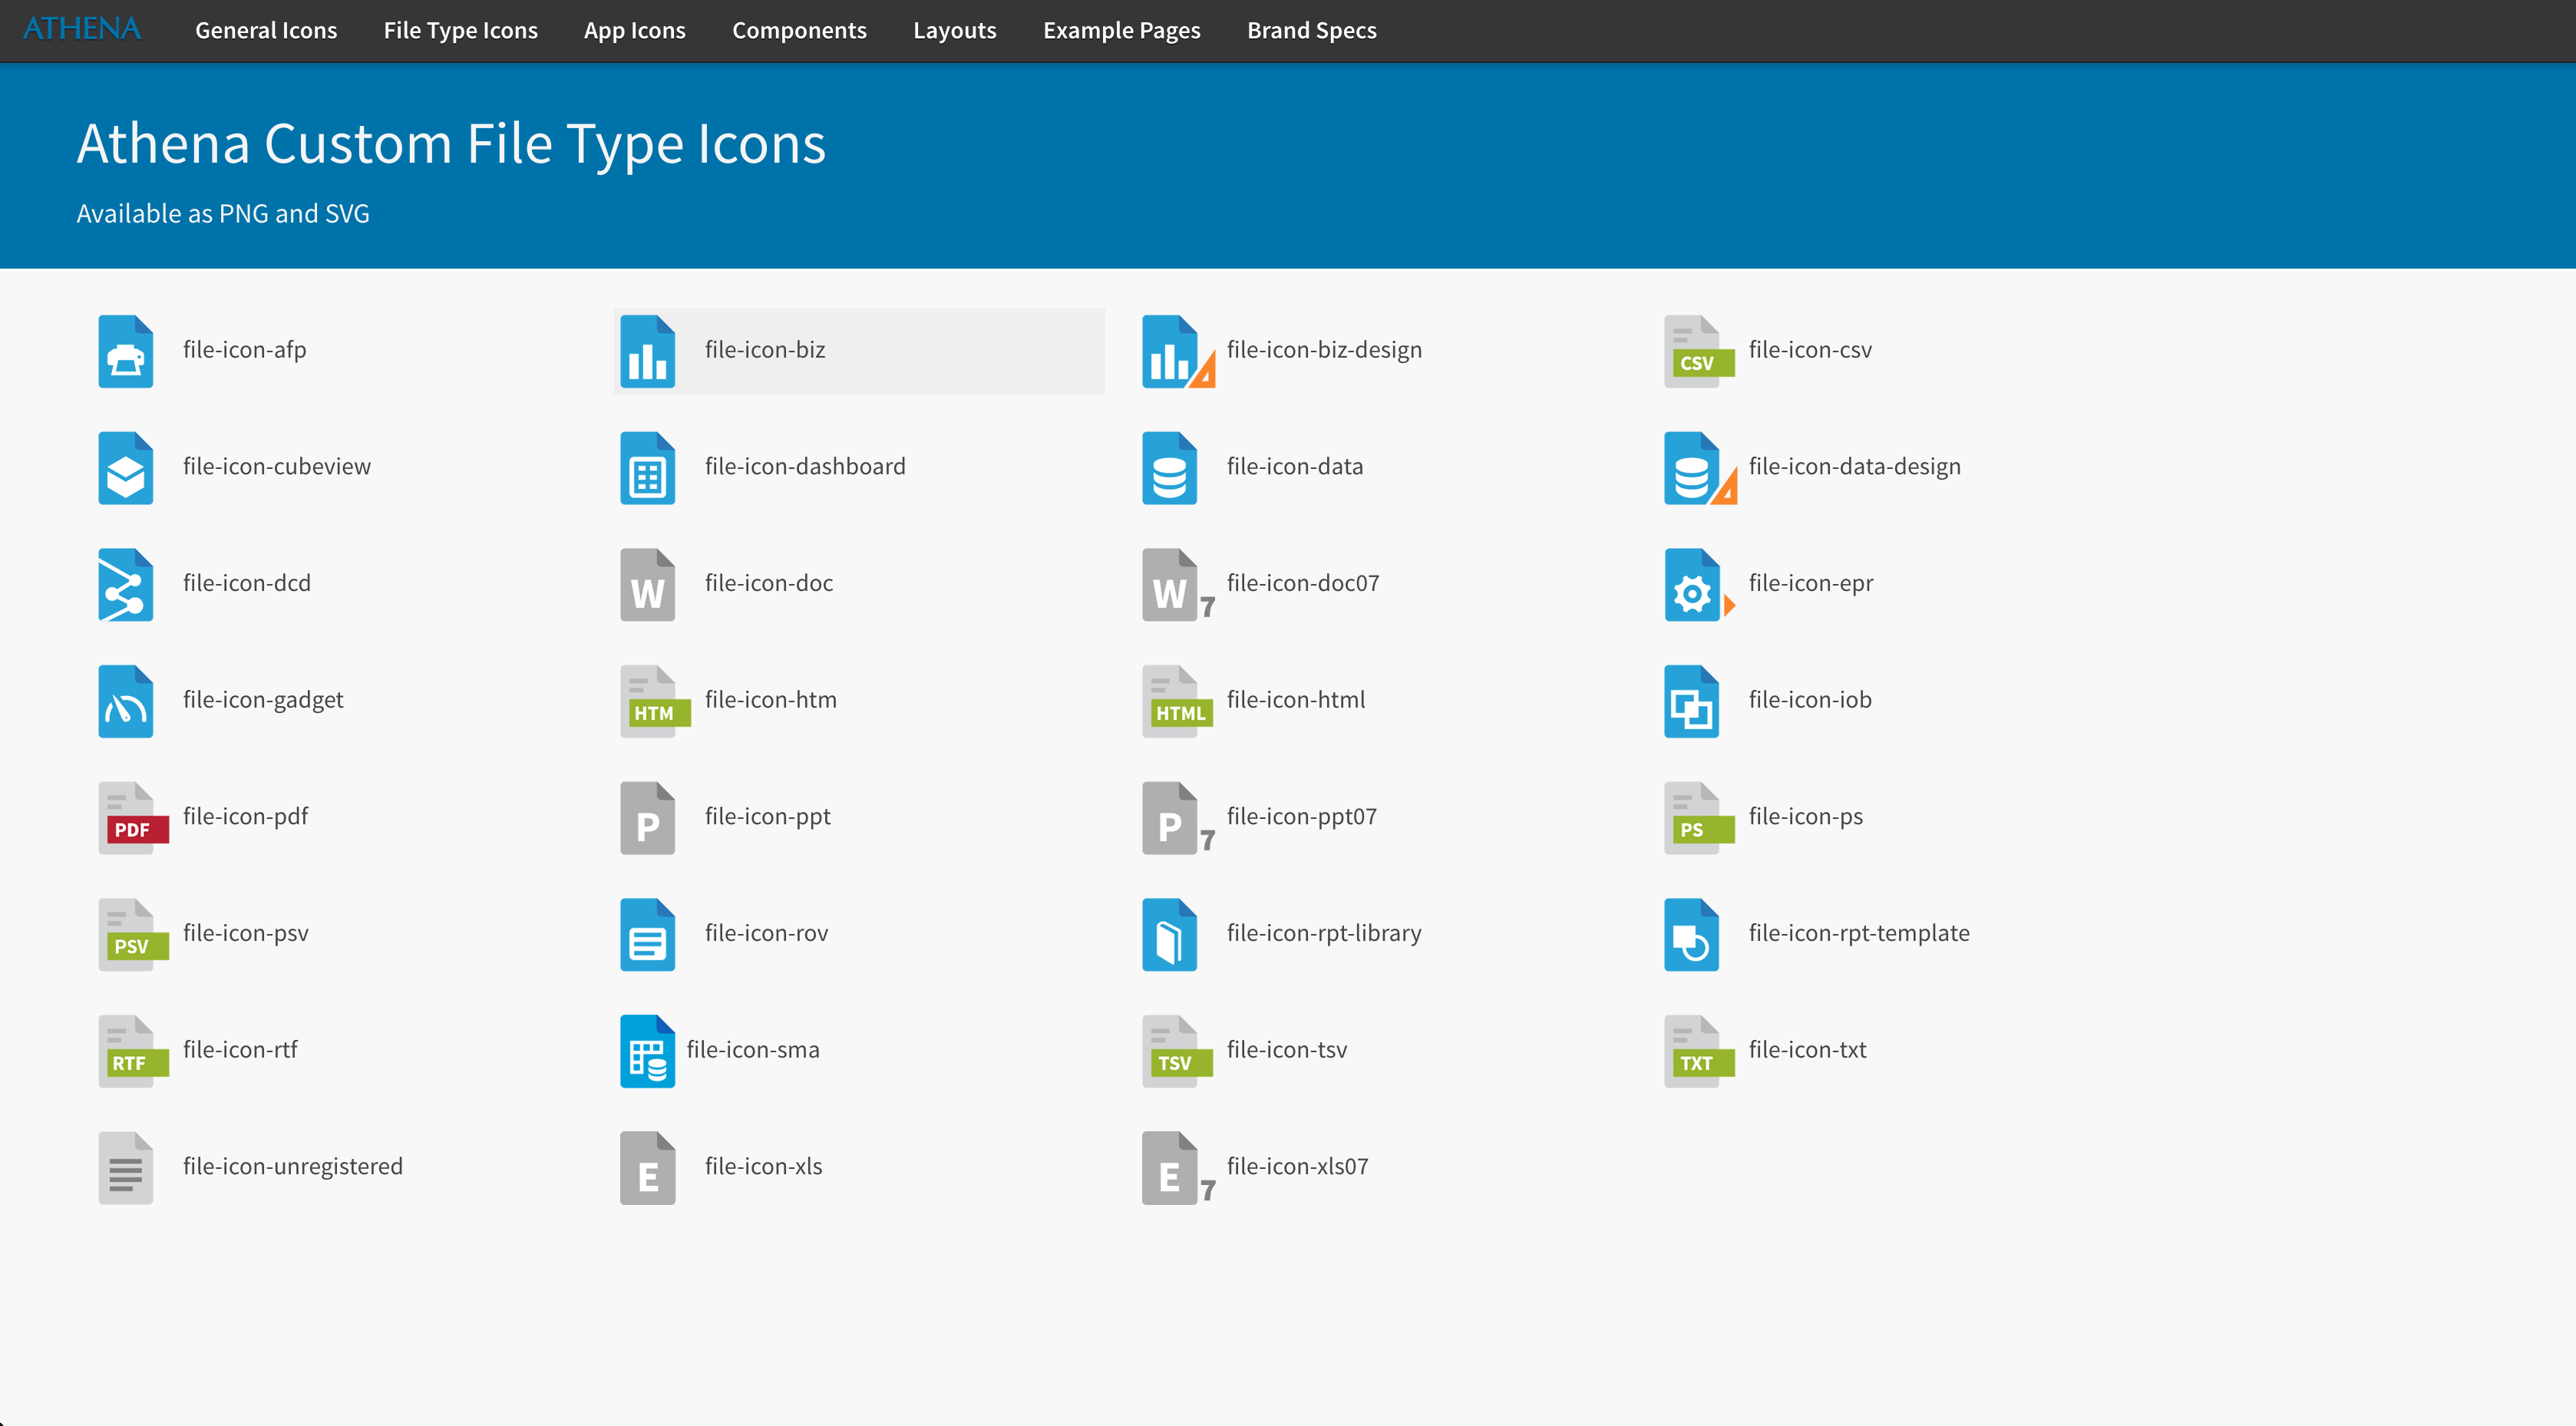 ATHENA General Icons File Type Icons App Icons Components Layouts Example Pages Brand Specs
Athena Custom File Type Icons
Available as PNG and SVG
file-icon-afp file-icon-biz file-icon-biz-design CSV file-icon-csv
file-icon-cubeview file-icon-dashboard file-icon-data file-icon-data-design
file-icon-dcd W file-icon-doc W 7 file-icon-doc07 file-icon-epr
file-icon-gadget HTM file-icon-htm HTML file-icon-html file-icon-iob
PDF file-icon-pdf P file-icon-ppt P 7 file-icon-ppt07 PS file-icon-ps
PSV file-icon-psv file-icon-rov file-icon-rpt-library file-icon-rpt-template
RTF file-icon-rtf file-icon-sma TSV file-icon-tsv TXT file-icon-txt
file-icon-unregistered E file-icon-xls E 7 file-icon-xls07